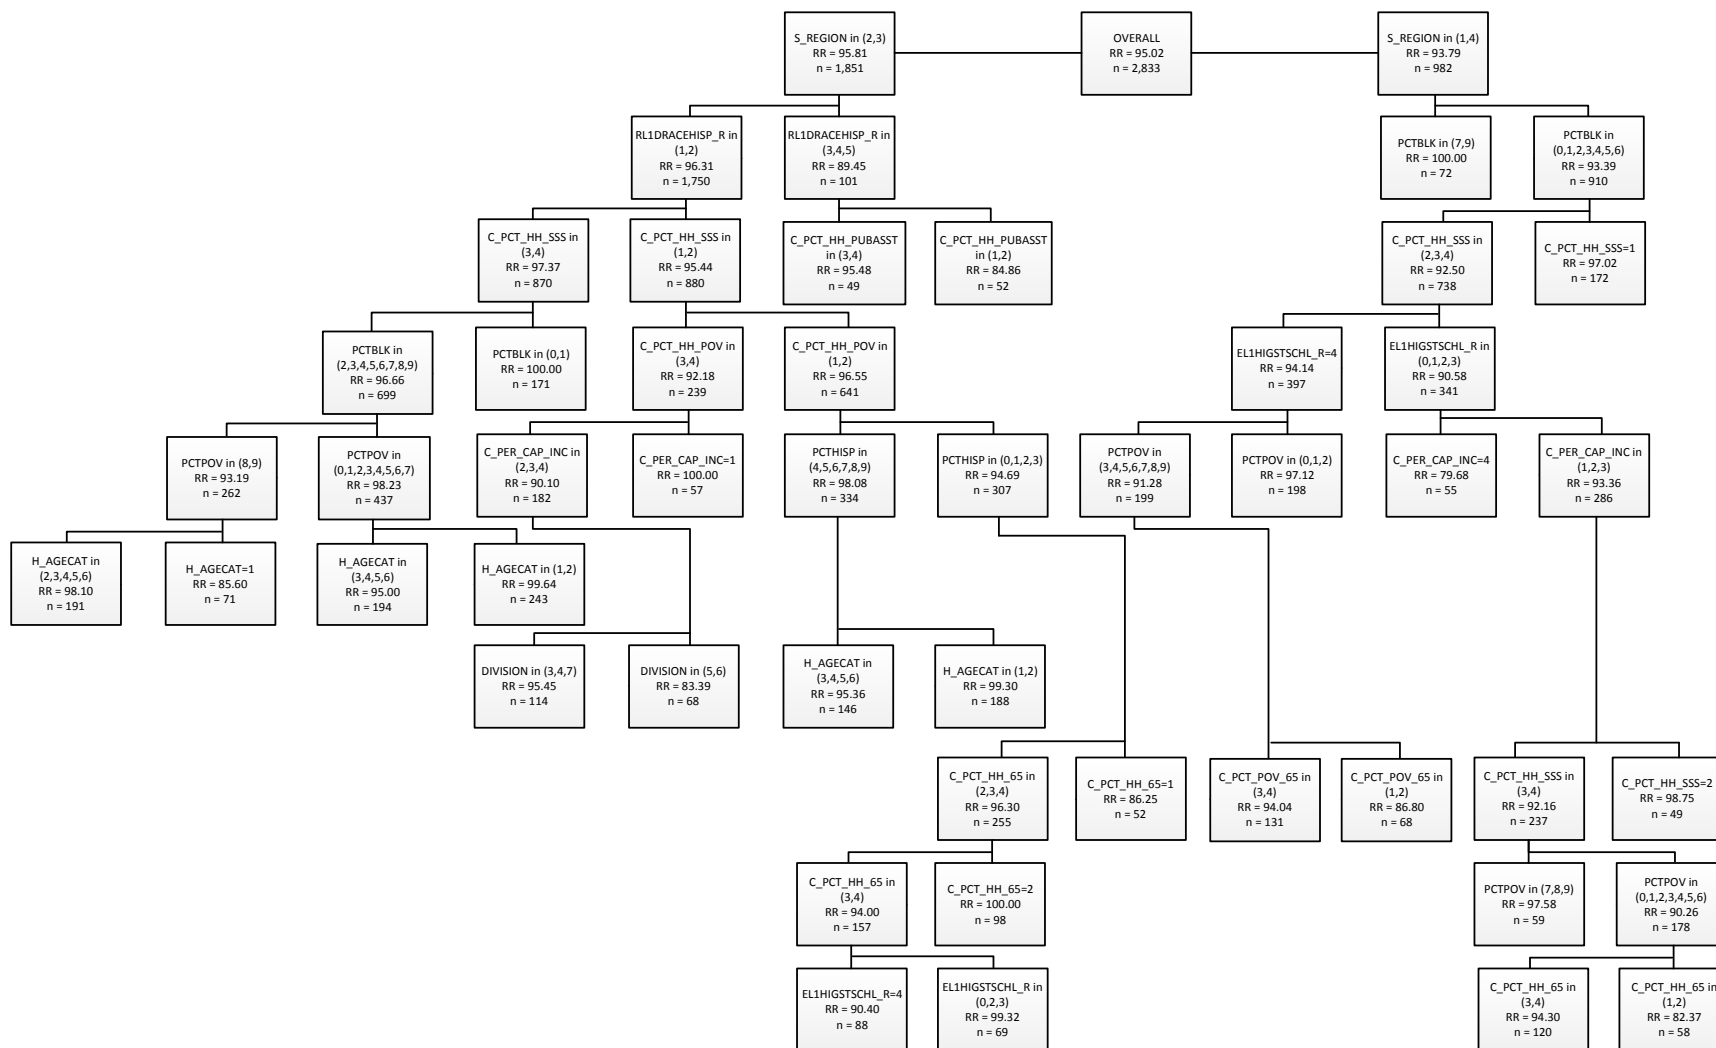 S_REGION in (2,3)
RR = 95.81
n = 1,851
OVERALL
RR = 95.02
n = 2,833
S_REGION in (1,4)
RR = 93.79
n = 982
RL1DRACEHISP_R in
(1,2)
RR = 96.31
n = 1,750
RL1DRACEHISP_R in
(3,4,5)
RR = 89.45
n = 101
PCTBLK in (7,9)
RR = 100.00
n = 72
PCTBLK in
(0,1,2,3,4,5,6)
RR = 93.39
n = 910
C_PCT_HH_SSS in
(3,4)
RR = 97.37
n = 870
C_PCT_HH_SSS in
(1,2)
RR = 95.44
n = 880
C_PCT_HH_PUBASST
in (3,4)
RR = 95.48
n = 49
C_PCT_HH_PUBASST
in (1,2)
RR = 84.86
n = 52
C_PCT_HH_SSS in
(2,3,4)
RR = 92.50
n = 738
C_PCT_HH_SSS=1
RR = 97.02
n = 172
PCTBLK in
(2,3,4,5,6,7,8,9)
RR = 96.66
n = 699
PCTBLK in (0,1)
RR = 100.00
n = 171
C_PCT_HH_POV in
(3,4)
RR = 92.18
n = 239
C_PCT_HH_POV in
(1,2)
RR = 96.55
n = 641
EL1HIGSTSCHL_R=4
RR = 94.14
n = 397
EL1HIGSTSCHL_R in
(0,1,2,3)
RR = 90.58
n = 341
PCTPOV in (8,9)
RR = 93.19
n = 262
PCTPOV in
(0,1,2,3,4,5,6,7)
RR = 98.23
n = 437
C_PER_CAP_INC in
(2,3,4)
RR = 90.10
n = 182
C_PER_CAP_INC=1
RR = 100.00
n = 57
PCTHISP in
(4,5,6,7,8,9)
RR = 98.08
n = 334
PCTHISP in (0,1,2,3)
RR = 94.69
n = 307
PCTPOV in
(3,4,5,6,7,8,9)
RR = 91.28
n = 199
PCTPOV in (0,1,2)
RR = 97.12
n = 198
C_PER_CAP_INC=4
RR = 79.68
n = 55
C_PER_CAP_INC in
(1,2,3)
RR = 93.36
n = 286
H_AGECAT in
(2,3,4,5,6)
RR = 98.10
n = 191
H_AGECAT=1
RR = 85.60
n = 71
H_AGECAT in
(3,4,5,6)
RR = 95.00
n = 194
H_AGECAT in (1,2)
RR = 99.64
n = 243
DIVISION in (3,4,7)
RR = 95.45
n = 114
DIVISION in (5,6)
RR = 83.39
n = 68
H_AGECAT in
(3,4,5,6)
RR = 95.36
n = 146
H_AGECAT in (1,2)
RR = 99.30
n = 188
C_PCT_HH_65 in
(2,3,4)
RR = 96.30
n = 255
C_PCT_HH_65=1
RR = 86.25
n = 52
C_PCT_POV_65 in
(3,4)
RR = 94.04
n = 131
C_PCT_POV_65 in
(1,2)
RR = 86.80
n = 68
C_PCT_HH_SSS in
(3,4)
RR = 92.16
n = 237
C_PCT_HH_SSS=2
RR = 98.75
n = 49
C_PCT_HH_65 in
(3,4)
RR = 94.00
n = 157
C_PCT_HH_65=2
RR = 100.00
n = 98
PCTPOV in (7,8,9)
RR = 97.58
n = 59
PCTPOV in
(0,1,2,3,4,5,6)
RR = 90.26
n = 178
EL1HIGSTSCHL_R=4
RR = 90.40
n = 88
EL1HIGSTSCHL_R in
(0,2,3)
RR = 99.32
n = 69
C_PCT_HH_65 in
(3,4)
RR = 94.30
n = 120
C_PCT_HH_65 in
(1,2)
RR = 82.37
n = 58